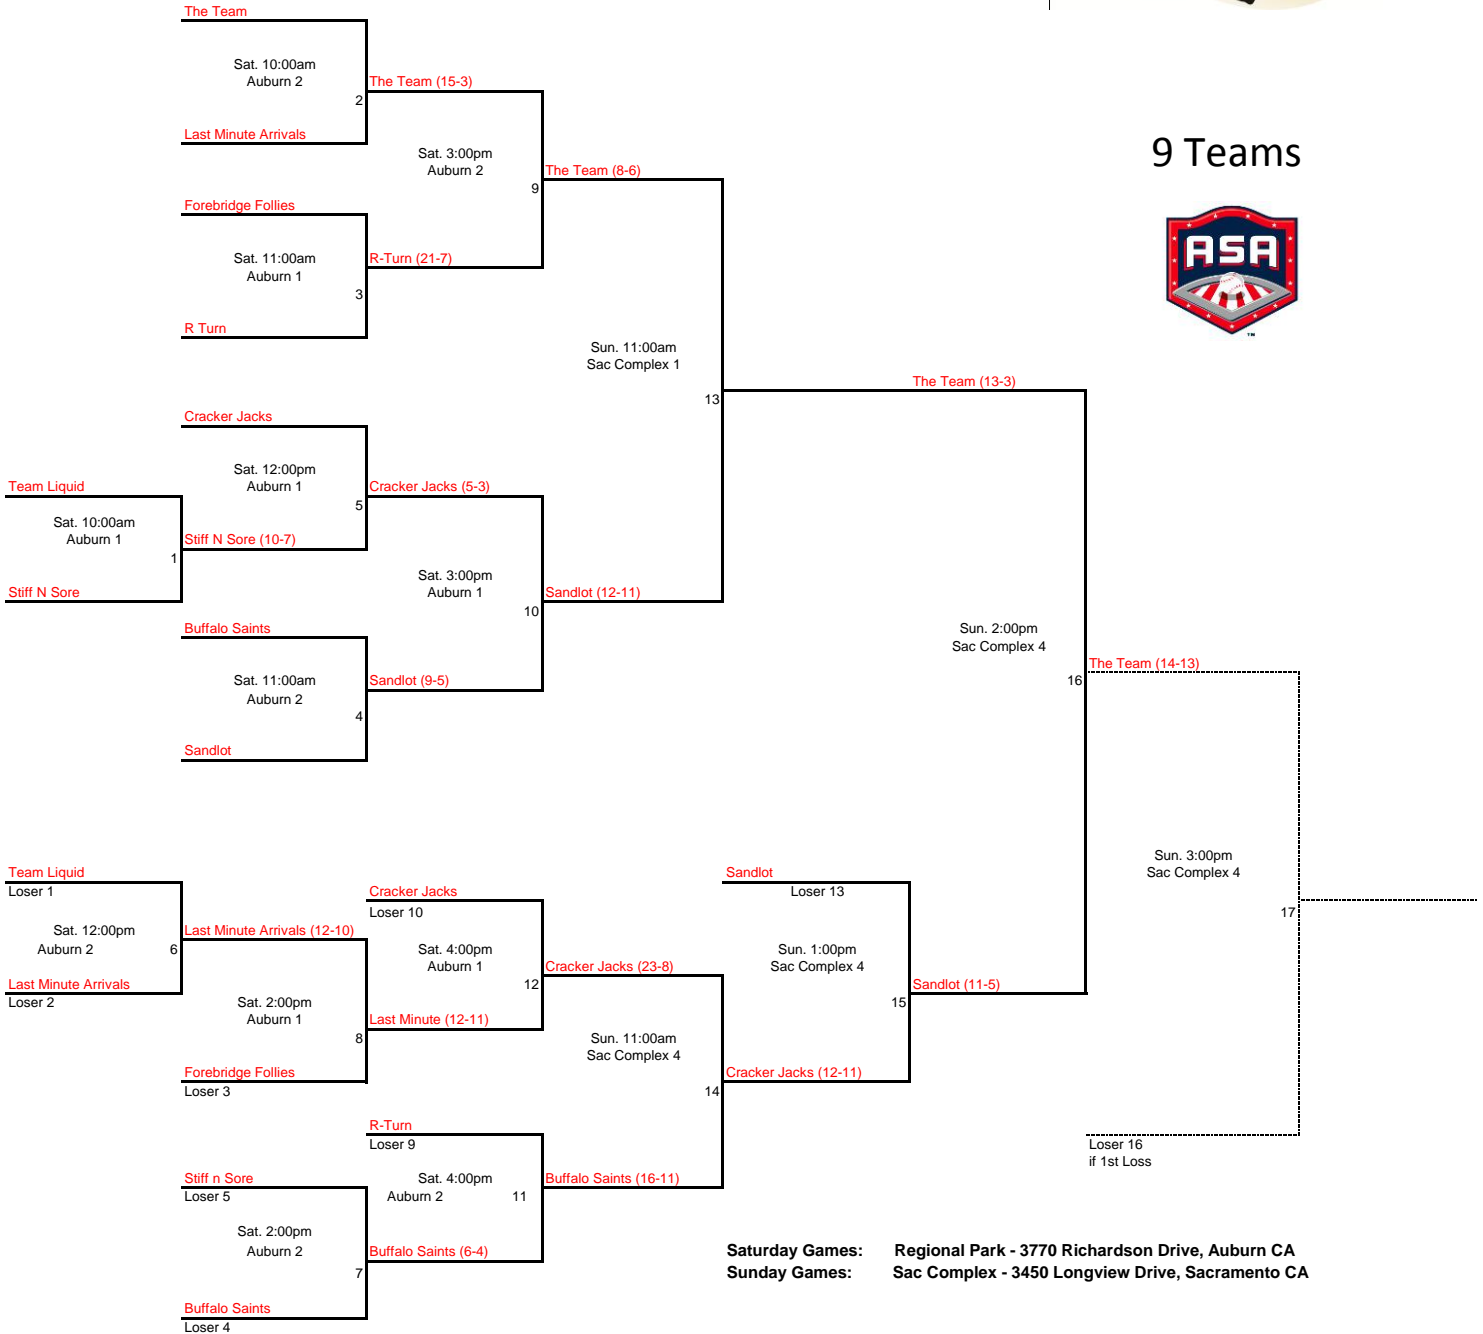 The Team
Sat. 10:00am
Auburn 2
The Team (15-3)
2
Last Minute Arrivals
Sat. 3:00pm
Auburn 2
The Team (8-6)
9
9 Teams
ASA
TM
Forebridge Follies
Sat. 11:00am
Auburn 1
R-Turn (21-7)
3
R Turn
Sun. 11:00am
Sac Complex 1
13
The Team (13-3)
Cracker Jacks
Sat. 12:00pm
Auburn 1
Cracker Jacks (5-3)
5
Team Liquid
Sat. 10:00am
Auburn 1
Stiff N Sore (10-7)
1
Stiff N Sore
Sat. 3:00pm
Auburn 1
Sandlot (12-11)
10
Buffalo Saints
Sat. 11:00am
Auburn 2
Sandlot (9-5)
4
Sandlot
Sun. 2:00pm
Sac Complex 4
The Team (14-13)
16
Sun. 3:00pm
Sac Complex 4
17
Team Liquid
Loser 1
Sat. 12:00pm
Auburn 2
6
Last Minute Arrivals (12-10)
Last Minute Arrivals
Loser 2
Cracker Jacks
Loser 10
Sat. 4:00pm
Auburn 1
Cracker Jacks (23-8)
12
Sat. 2:00pm
Auburn 1
Last Minute (12-11)
8
Forebridge Follies
Loser 3
Sandlot
Loser 13
Sun. 1:00pm
Sac Complex 4
Sandlot (11-5)
15
Sun. 11:00am
Sac Complex 4
Cracker Jacks (12-11)
14
R-Turn
Loser 9
Loser 16
if 1st Loss
Stiff n Sore
Loser 5
Sat. 4:00pm
Auburn 2
11
Buffalo Saints (16-11)
Sat. 2:00pm
Auburn 2
Buffalo Saints (6-4)
7
Buffalo Saints
Loser 4
Saturday Games: Regional Park - 3770 Richardson Drive, Auburn CA
Sunday Games: Sac Complex - 3450 Longview Drive, Sacramento CA